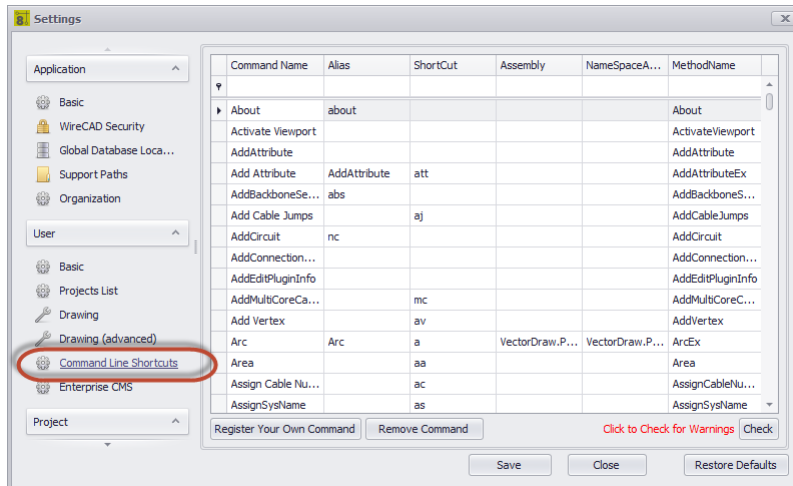 Settings
Application
Basic
WireCAD Security
Global Database Loca...
Support Paths
Organization
User
Basic
Projects List
Drawing
Drawing (advanced)
Command Line Shortcuts
Enterprise CMS
Project
Command Name Alias ShortCut Assembly NameSpaceA... MethodName
About about About
Activate Viewport ActivateViewport
AddAttribute AddAttribute
Add Attribute AddAttribute att AddAttributeEx
AddBackboneSe... abs AddBackboneS...
Add Cable Jumps aj AddCableJumps
AddCircuit nc AddCircuit
AddConnection... AddConnection...
AddEditPluginInfo AddEditPluginInfo
AddMultiCoreCa... mc AddMultiCoreC...
Add Vertex av AddVertex
Arc Arc a VectorDraw.P... VectorDraw.P... ArcEx
Area aa Area
Assign Cable Nu... ac AssignCableNu...
AssignSysName as AssignSysName
Register Your Own Command Remove Command Click to Check for Warnings Check
Save Close Restore Defaults